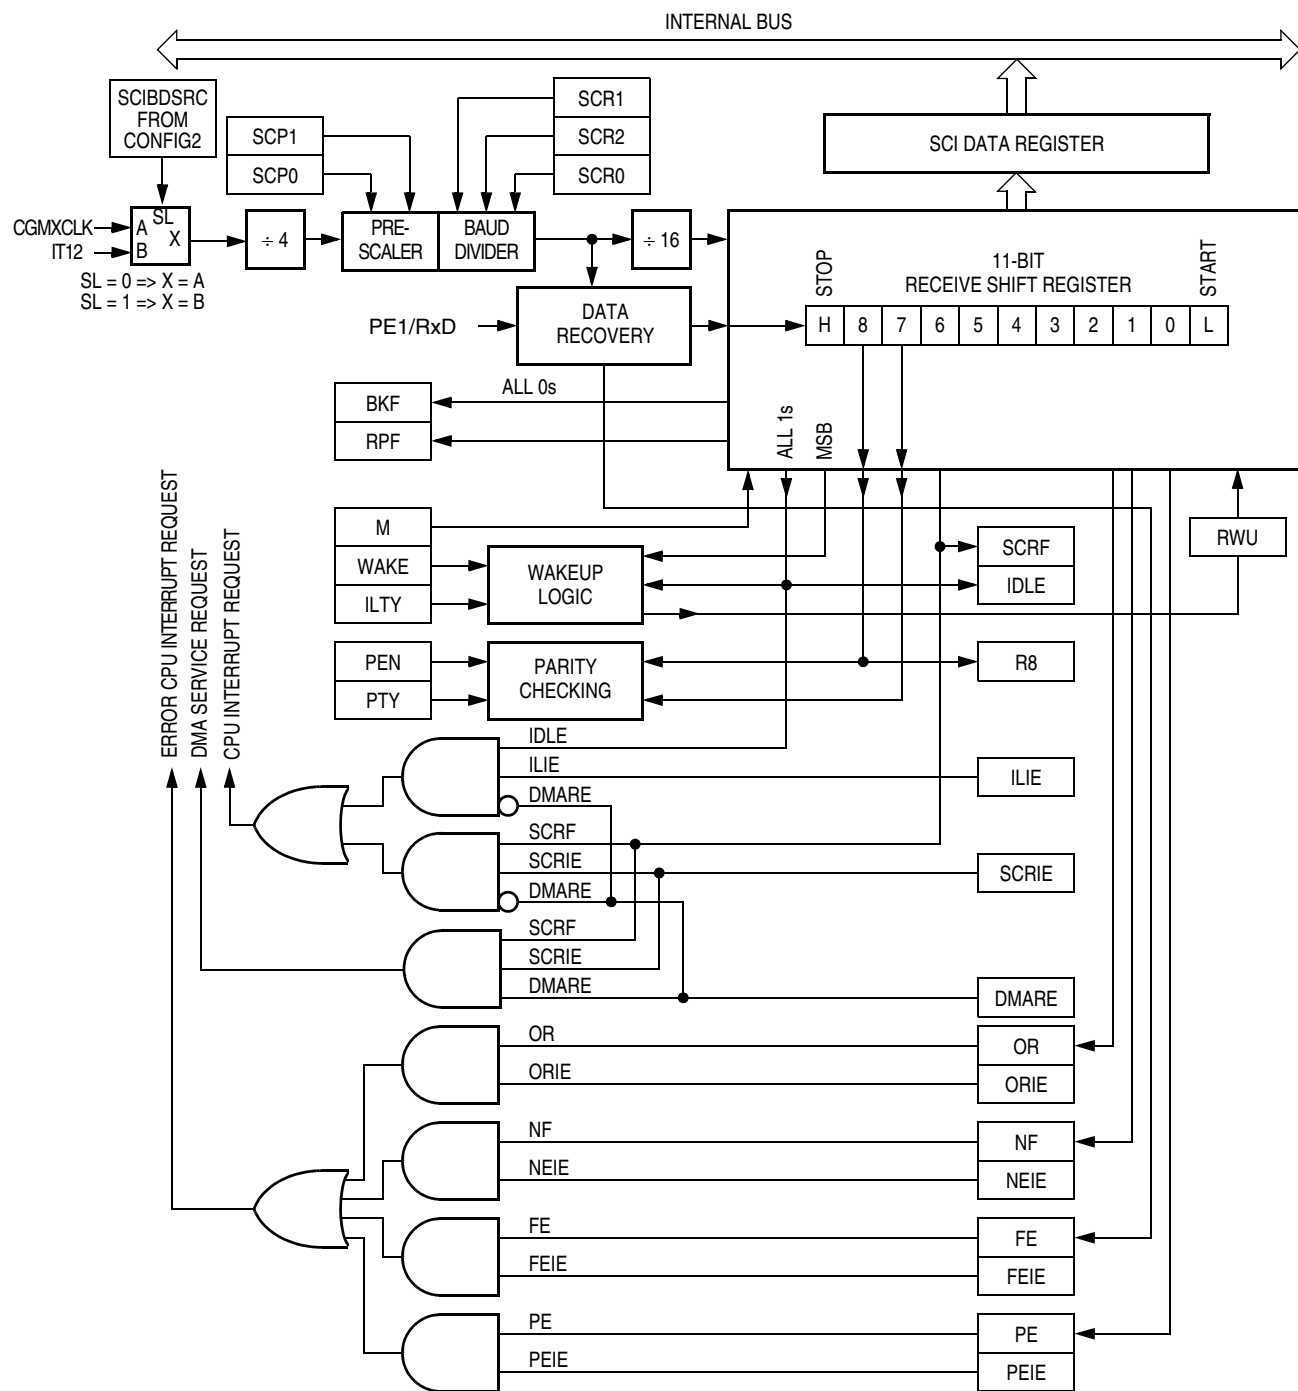 INTERNAL BUS
SCIBDSRC
FROM
CONFIG2
SCP1
SCP0
SCR1
SCR2
SCR0
SCI DATA REGISTER
CGMXCLK
IT12
A
B
SL
X
SL = 0 => X = A
SL = 1 => X = B
÷ 4
PRE-
SCALER
BAUD
DIVIDER
÷ 16
STOP
11-BIT
RECEIVE SHIFT REGISTER
START
H 8 7 6 5 4 3 2 1 0 L
PE1/RxD
DATA
RECOVERY
ALL 0s
BKF
RPF
ALL 1s
MSB
M
WAKE
ILTY
WAKEUP
LOGIC
SCRF
IDLE
RWU
PEN
PTY
PARITY
CHECKING
R8
ERROR CPU INTERRUPT REQUEST
DMA SERVICE REQUEST
CPU INTERRUPT REQUEST
IDLE
ILIE
DMARE
ILIE
SCRF
SCRIE
DMARE
SCRIE
SCRF
SCRIE
DMARE
DMARE
OR
ORIE
OR
ORIE
NF
NEIE
NF
NEIE
FE
FEIE
FE
FEIE
PE
PEIE
PE
PEIE